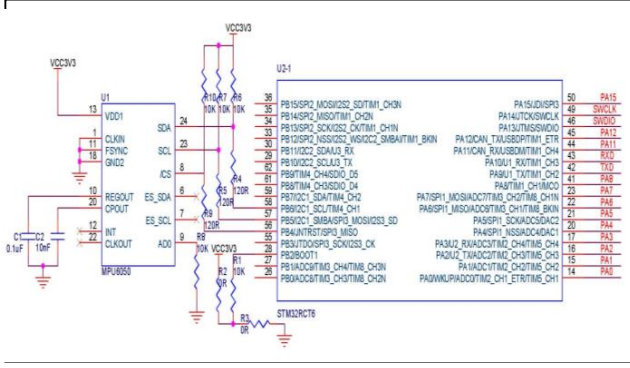 VCC3V3
VCC3V3
U1
U2-1
13 VDD1
1 CLKIN
11 FSYNC
18 GND2
10 REGOUT
20 CPOUT
12 INT
22 CLKOUT
MPU6050
SDA 24
SCL 23
/CS 8
ES_SDA 6
ES_SCL 7
AD0 9
C1
0.1uF
C2
10nF
R10
10K
R7
10K
R6
10K
R4
120R
R5
120R
R9
120R
R8
10K
VCC3V3
R2
0R
R1
10K
R3
0R
36 PB15/SPI2_MOSI/I2S2_SD/TIM1_CH3N
35 PB14/SPI2_MISO/TIM1_CH2N
34 PB13/SPI2_SCK/I2S2_CK/TIM1_CH1N
33 PB12/SPI2_NSS/I2S2_WS/I2C2_SMBAI/TIM1_BKIN
30 PB11/I2C2_SDA/U3_RX
29 PB10/I2C2_SCL/U3_TX
62 PB9/TIM4_CH4/SDIO_D5
61 PB8/TIM4_CH3/SDIO_D4
59 PB7/I2C1_SDA/TIM4_CH2
58 PB6/I2C1_SCL/TIM4_CH1
57 PB5/I2C1_SMBA/SPI3_MOSI/I2S3_SD
56 PB4/JNTRST/SPI3_MISO
55 PB3/JTDO/SPI3_SCK/I2S3_CK
28 PB2/BOOT1
27 PB1/ADC9/TIM3_CH4/TIM8_CH3N
26 PB0/ADC8/TIM3_CH3/TIM8_CH2N
PA15/JDI/SPI3 50 PA15
PA14/JTCK/SWCLK 49 SWCLK
PA13/JTMS/SWDIO 46 SWDIO
PA12/CAN_TX/USBDP/TIM1_ETR 45 PA12
PA11/CAN_RX/USBDM/TIM1_CH4 44 PA11
PA10/U1_RX/TIM1_CH3 43 RXD
PA9/U1_TX/TIM1_CH2 42 TXD
PA8/TIM1_CH1/MCO 41 PA8
PA7/SPI1_MOSI/ADC7/TIM3_CH2/TIM8_CH1N 23 PA7
PA6/SPI1_MISO/ADC6/TIM3_CH1/TIM8_BKIN 22 PA6
PA5/SPI1_SCK/ADC5/DAC2 21 PA5
PA4/SPI1_NSS/ADC4/DAC1 20 PA4
PA3/U2_RX/ADC3/TIM2_CH4/TIM5_CH4 17 PA3
PA2/U2_TX/ADC2/TIM2_CH3/TIM5_CH3 16 PA2
PA1/ADC1/TIM2_CH2/TIM5_CH2 15 PA1
PA0/WKUP/ADC0/TIM2_CH1_ETR/TIM5_CH1 14 PA0
STM32RCT6